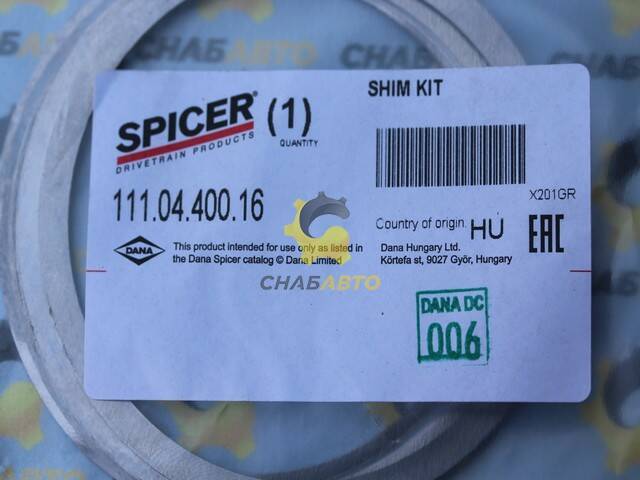 СНАБАВТО
СНАБАВТО
SHIM KIT
SPICER®
DRIVETRAIN PRODUCTS
(1)
QUANTITY
X201GR
111.04.400.16
Country of origin: HU
EAC
DANA
This product intended for use only as listed in
the Dana Spicer catalog © Dana Limited
Dana Hungary Ltd.
Körtefa st, 9027 Győr, Hungary
СНАБАВТО
DANA DC
006